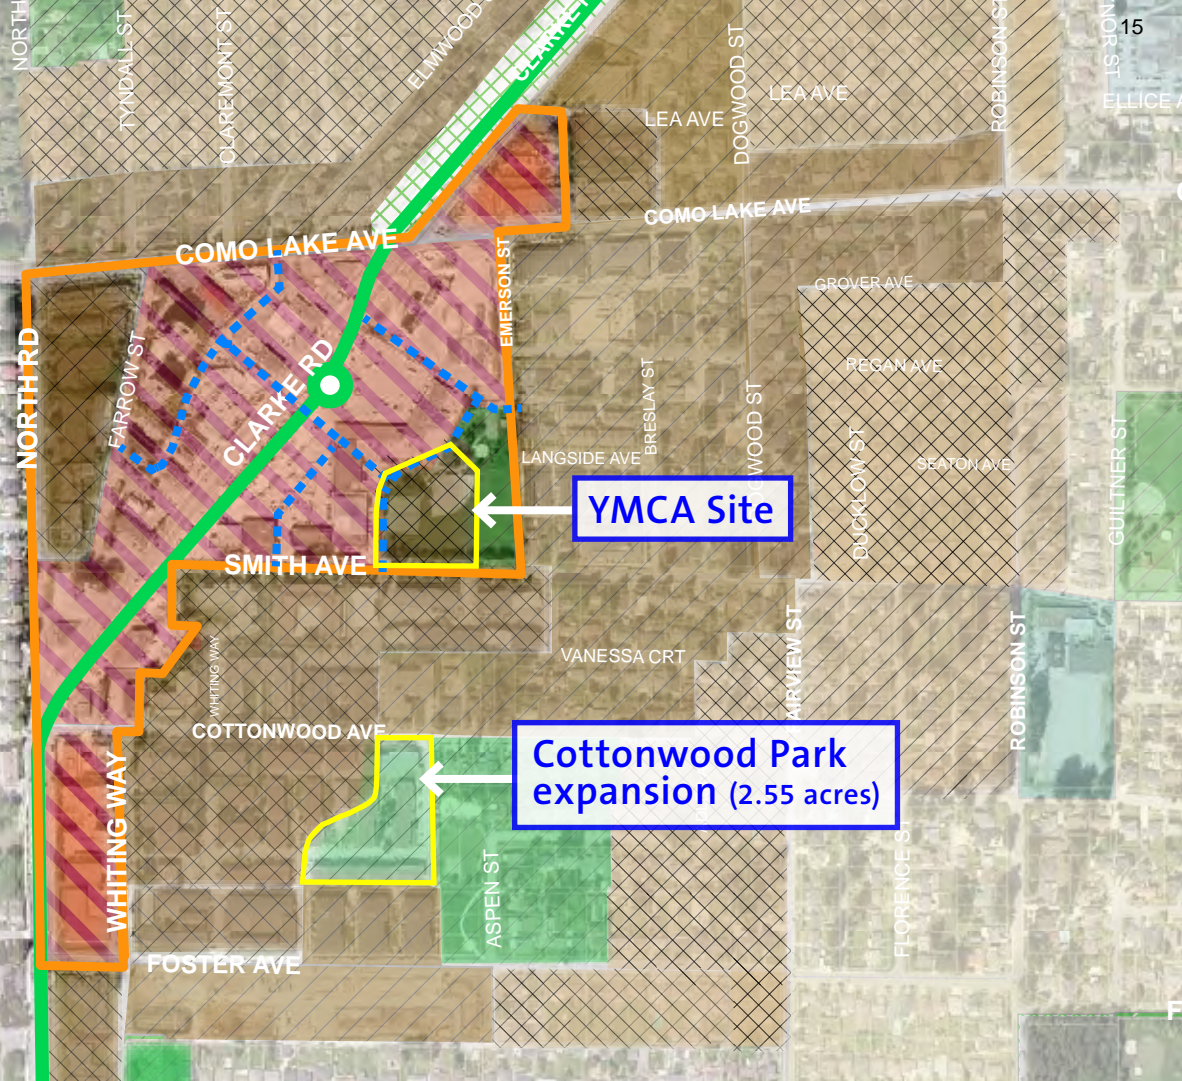 15
NORTH
TYNDALL ST
CLAREMONT ST
ELMWOOD
CLARKE
DOGWOOD ST
LEA AVE
ROBINSON ST
ELLICE
LEA AVE
COMO LAKE AVE
COMO LAKE AVE
EMERSON ST
GROVER AVE
NORTH RD
FARROW ST
CLARKE RD
REGAN AVE
BRESLAY ST
DUCKLOW ST
GUILTNER ST
LANGSIDE AVE
SEATON AVE
YMCA Site
SMITH AVE
WHITING WAY
VANESSA CRT
ROBINSON ST
COTTONWOOD AVE
Cottonwood Park
expansion (2.55 acres)
WHITING WAY
ASPEN ST
FLORENCE ST
FOSTER AVE
F